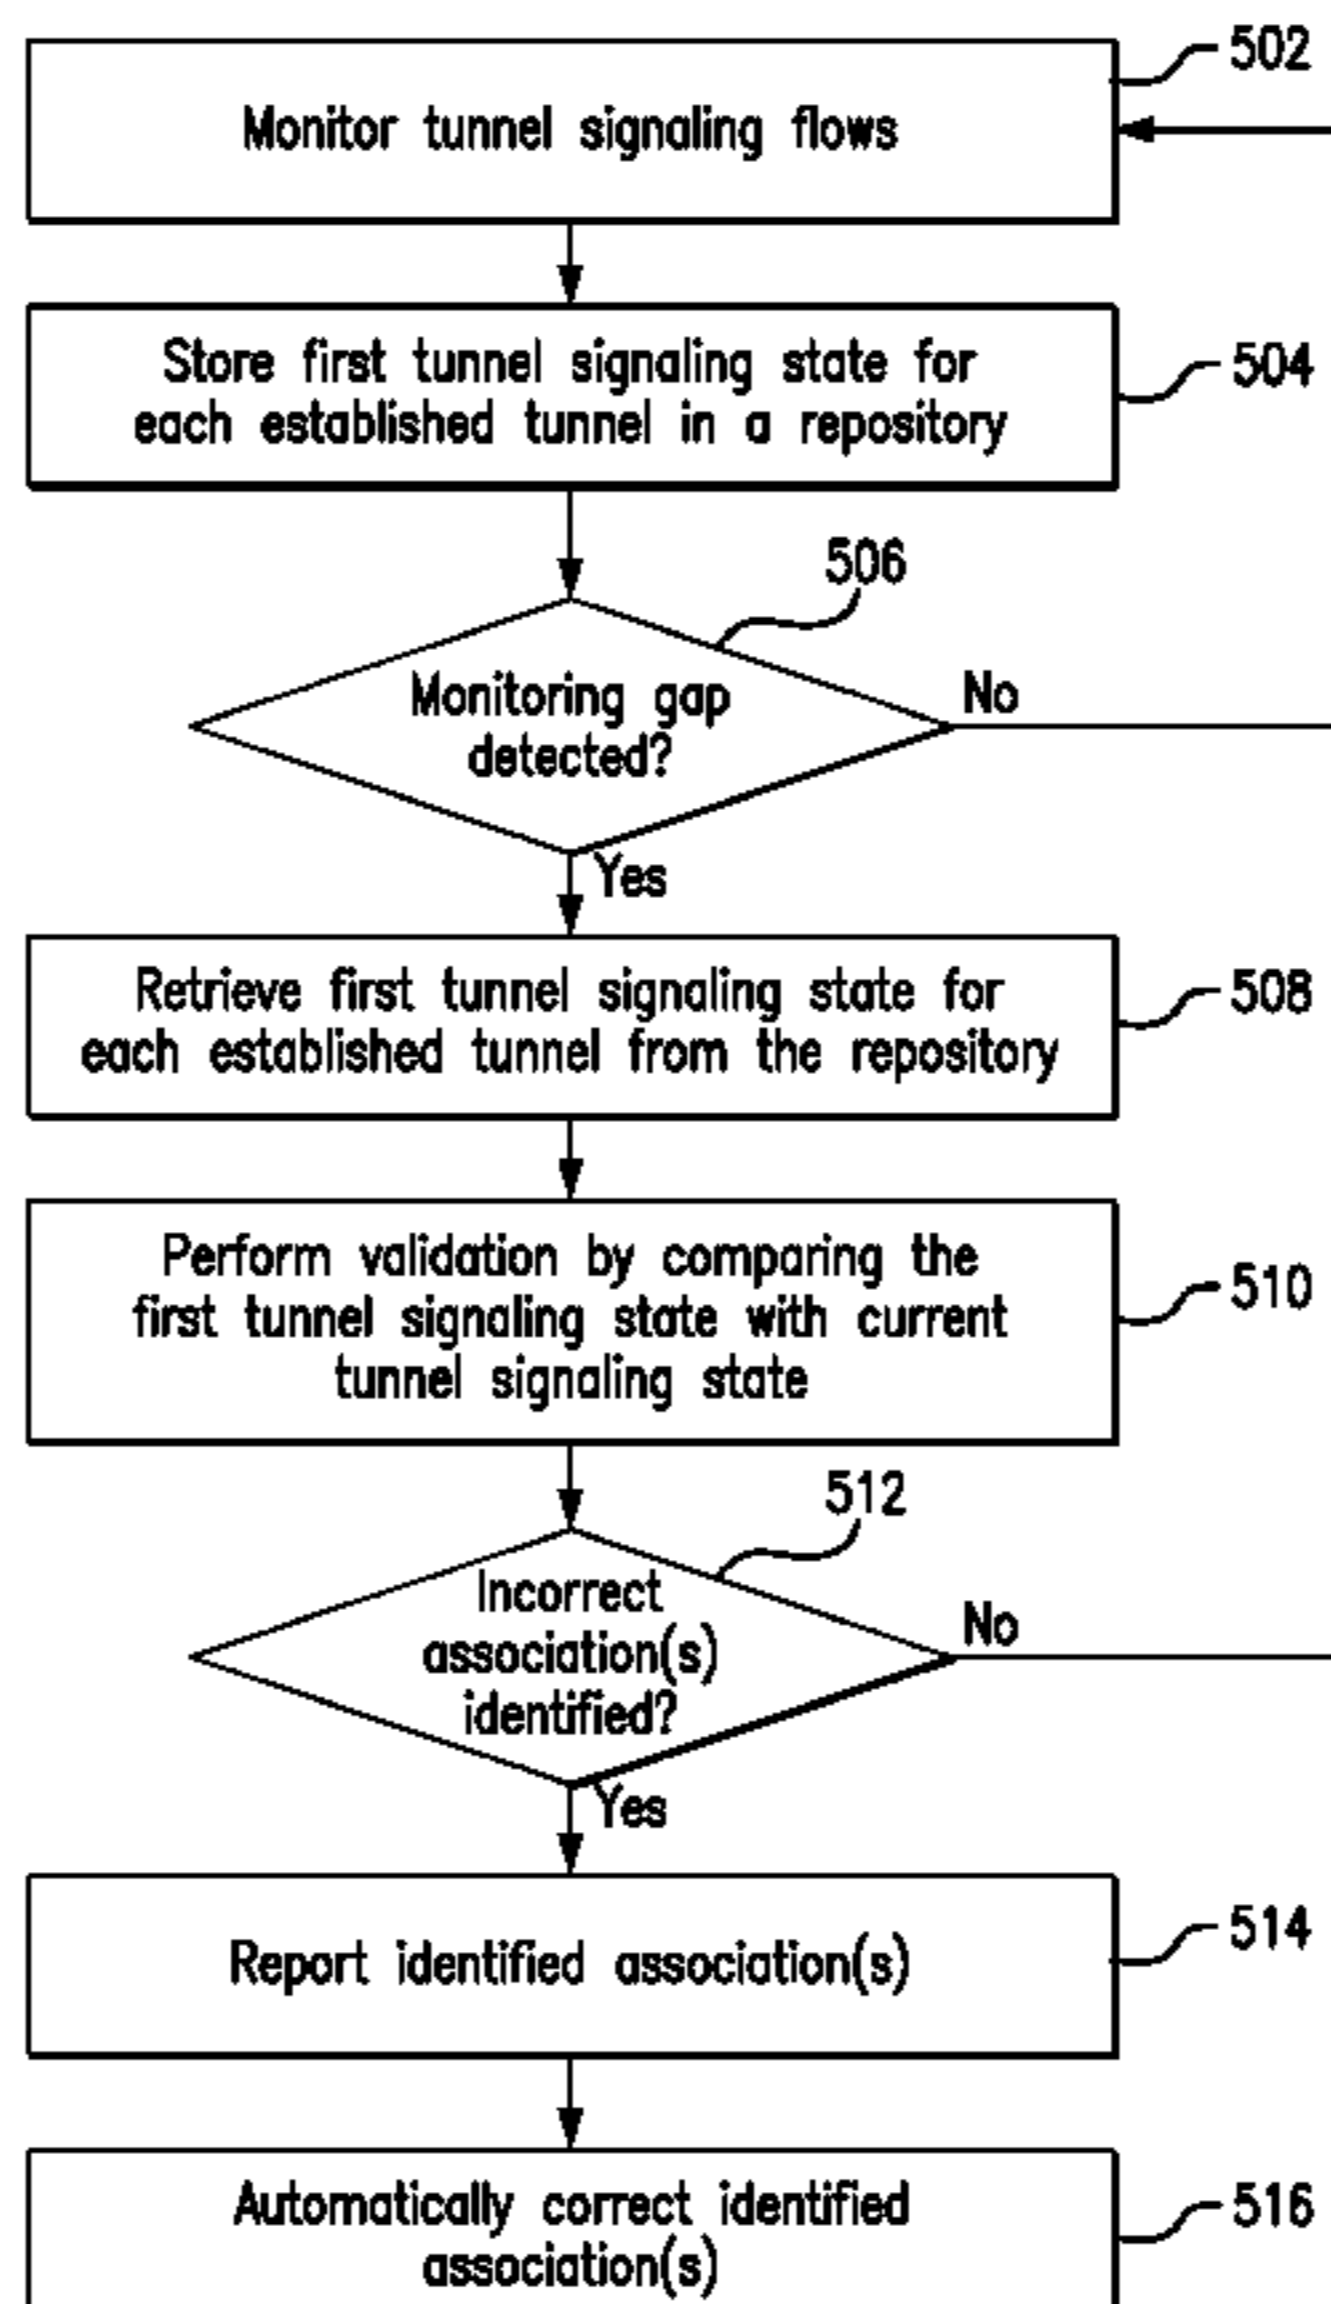 502
Monitor tunnel signaling flows
Store first tunnel signaling state for
each established tunnel in a repository
504
506
Monitoring gap
detected?
No
Yes
Retrieve first tunnel signaling state for
each established tunnel from the repository
508
Perform validation by comparing the
first tunnel signaling state with current
tunnel signaling state
510
512
Incorrect
association(s)
identified?
No
Yes
Report identified association(s)
514
Automatically correct identified
association(s)
516